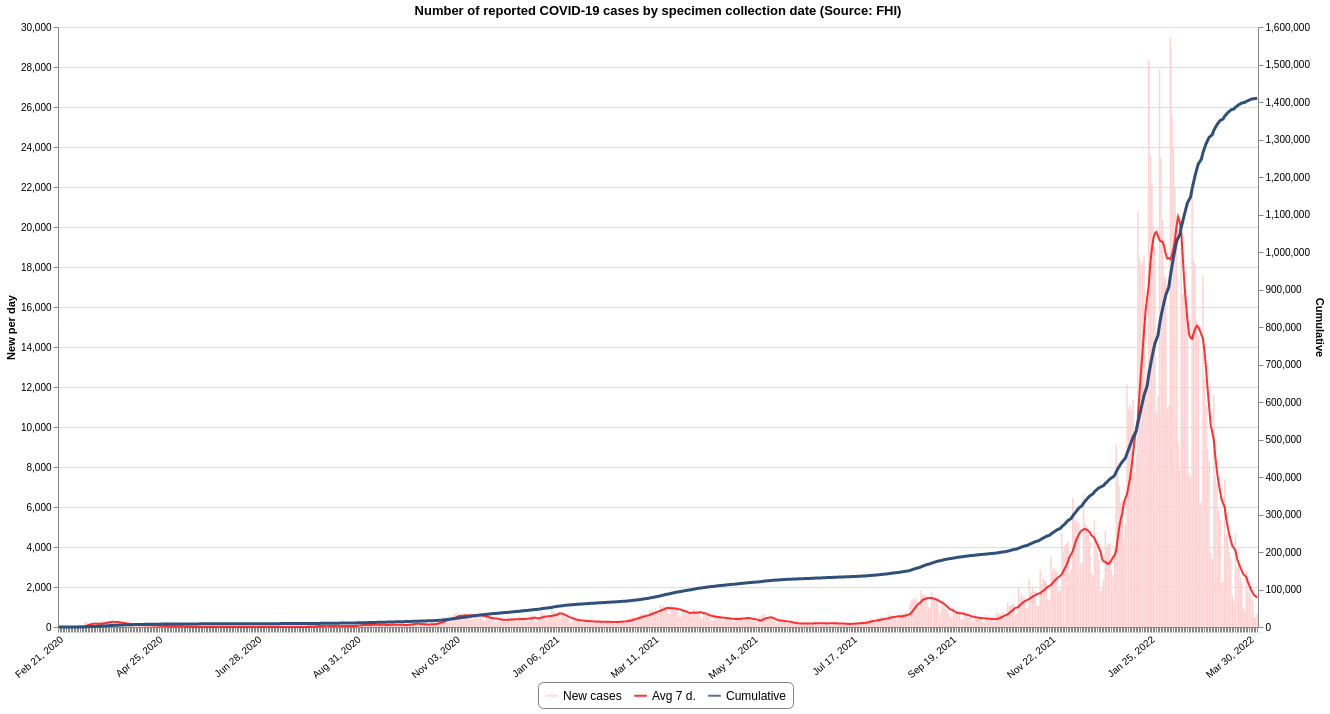 Number of reported COVID-19 cases by specimen collection date (Source: FHI)
30,000
28,000
26,000
24,000
22,000
20,000
18,000
16,000
14,000
12,000
10,000
8,000
6,000
4,000
2,000
0
New per day
1,600,000
1,500,000
1,400,000
1,300,000
1,200,000
1,100,000
1,000,000
900,000
800,000
700,000
600,000
500,000
400,000
300,000
200,000
100,000
0
Cumulative
Feb 21, 2020
Apr 25, 2020
Jun 28, 2020
Aug 31, 2020
Nov 03, 2020
Jan 06, 2021
Mar 11, 2021
May 14, 2021
Jul 17, 2021
Sep 19, 2021
Nov 22, 2021
Jan 25, 2022
Mar 30, 2022
New cases
Avg 7 d.
Cumulative